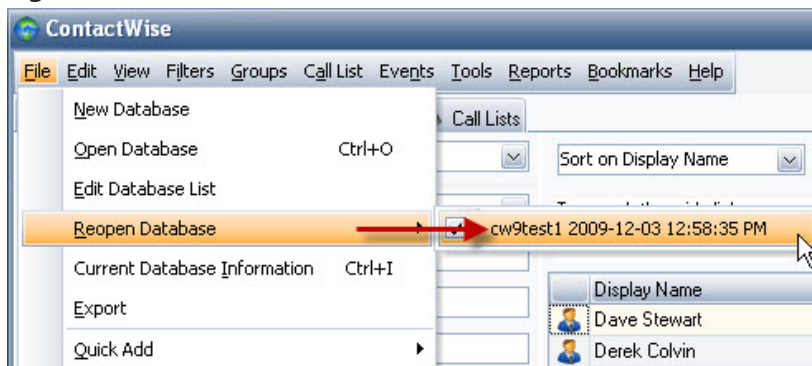 ContactWise
File Edit View Filters Groups Call List Events Tools Reports Bookmarks Help
New Database
Call Lists
Open Database Ctrl+O
Sort on Display Name
Edit Database List
Reopen Database
cw9test1 2009-12-03 12:58:35 PM
Current Database Information Ctrl+I
Display Name
Export
Dave Stewart
Quick Add
Derek Colvin